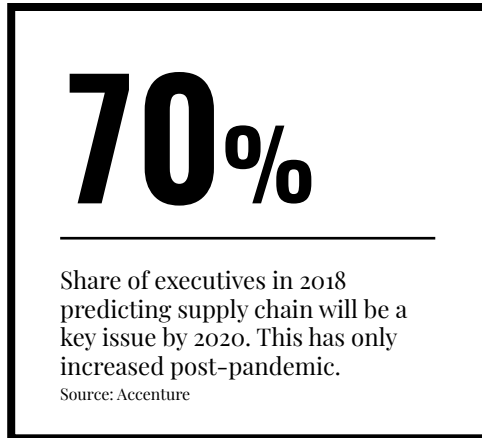 70%
Share of executives in 2018
predicting supply chain will be a
key issue by 2020. This has only
increased post-pandemic.
Source: Accenture